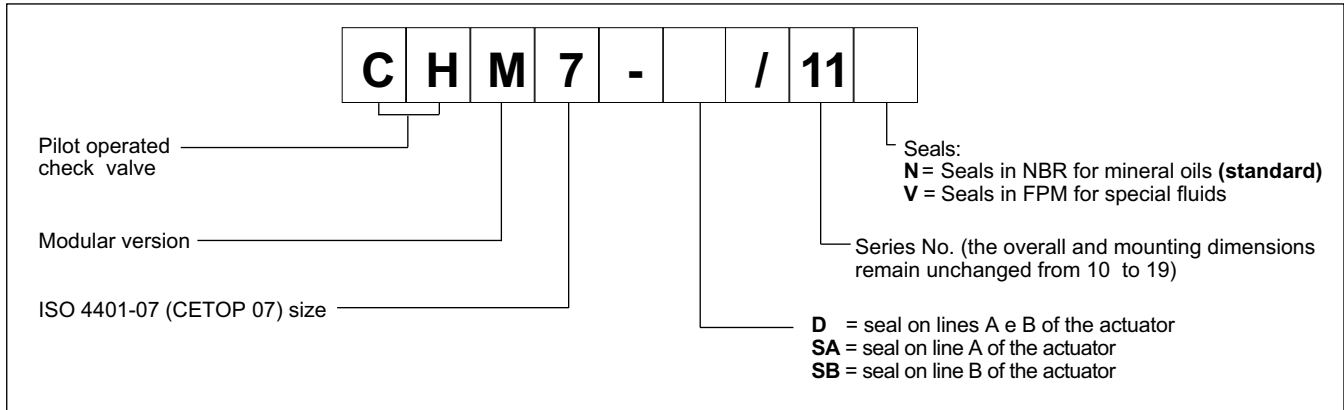 C H M 7 - / 11
Pilot operated
check valve
Seals:
N = Seals in NBR for mineral oils (standard)
V = Seals in FPM for special fluids
Modular version
Series No. (the overall and mounting dimensions
remain unchanged from 10 to 19)
ISO 4401-07 (CETOP 07) size
D = seal on lines A e B of the actuator
SA = seal on line A of the actuator
SB = seal on line B of the actuator